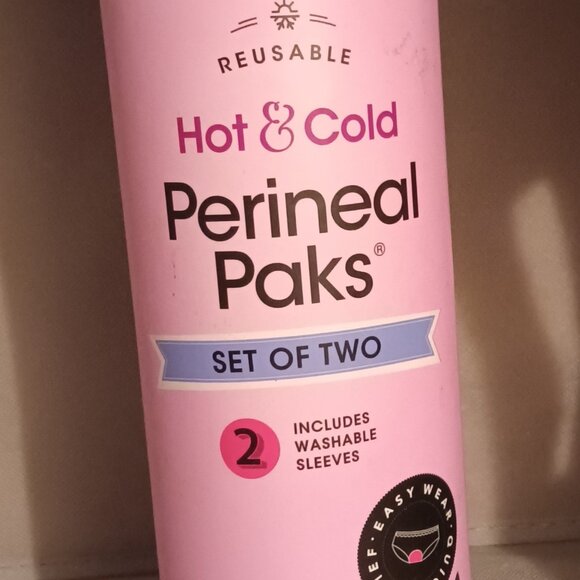 REUSABLE
Hot & Cold
Perineal
Paks®
SET OF TWO
2
INCLUDES
WASHABLE
SLEEVES
EASY WEAR